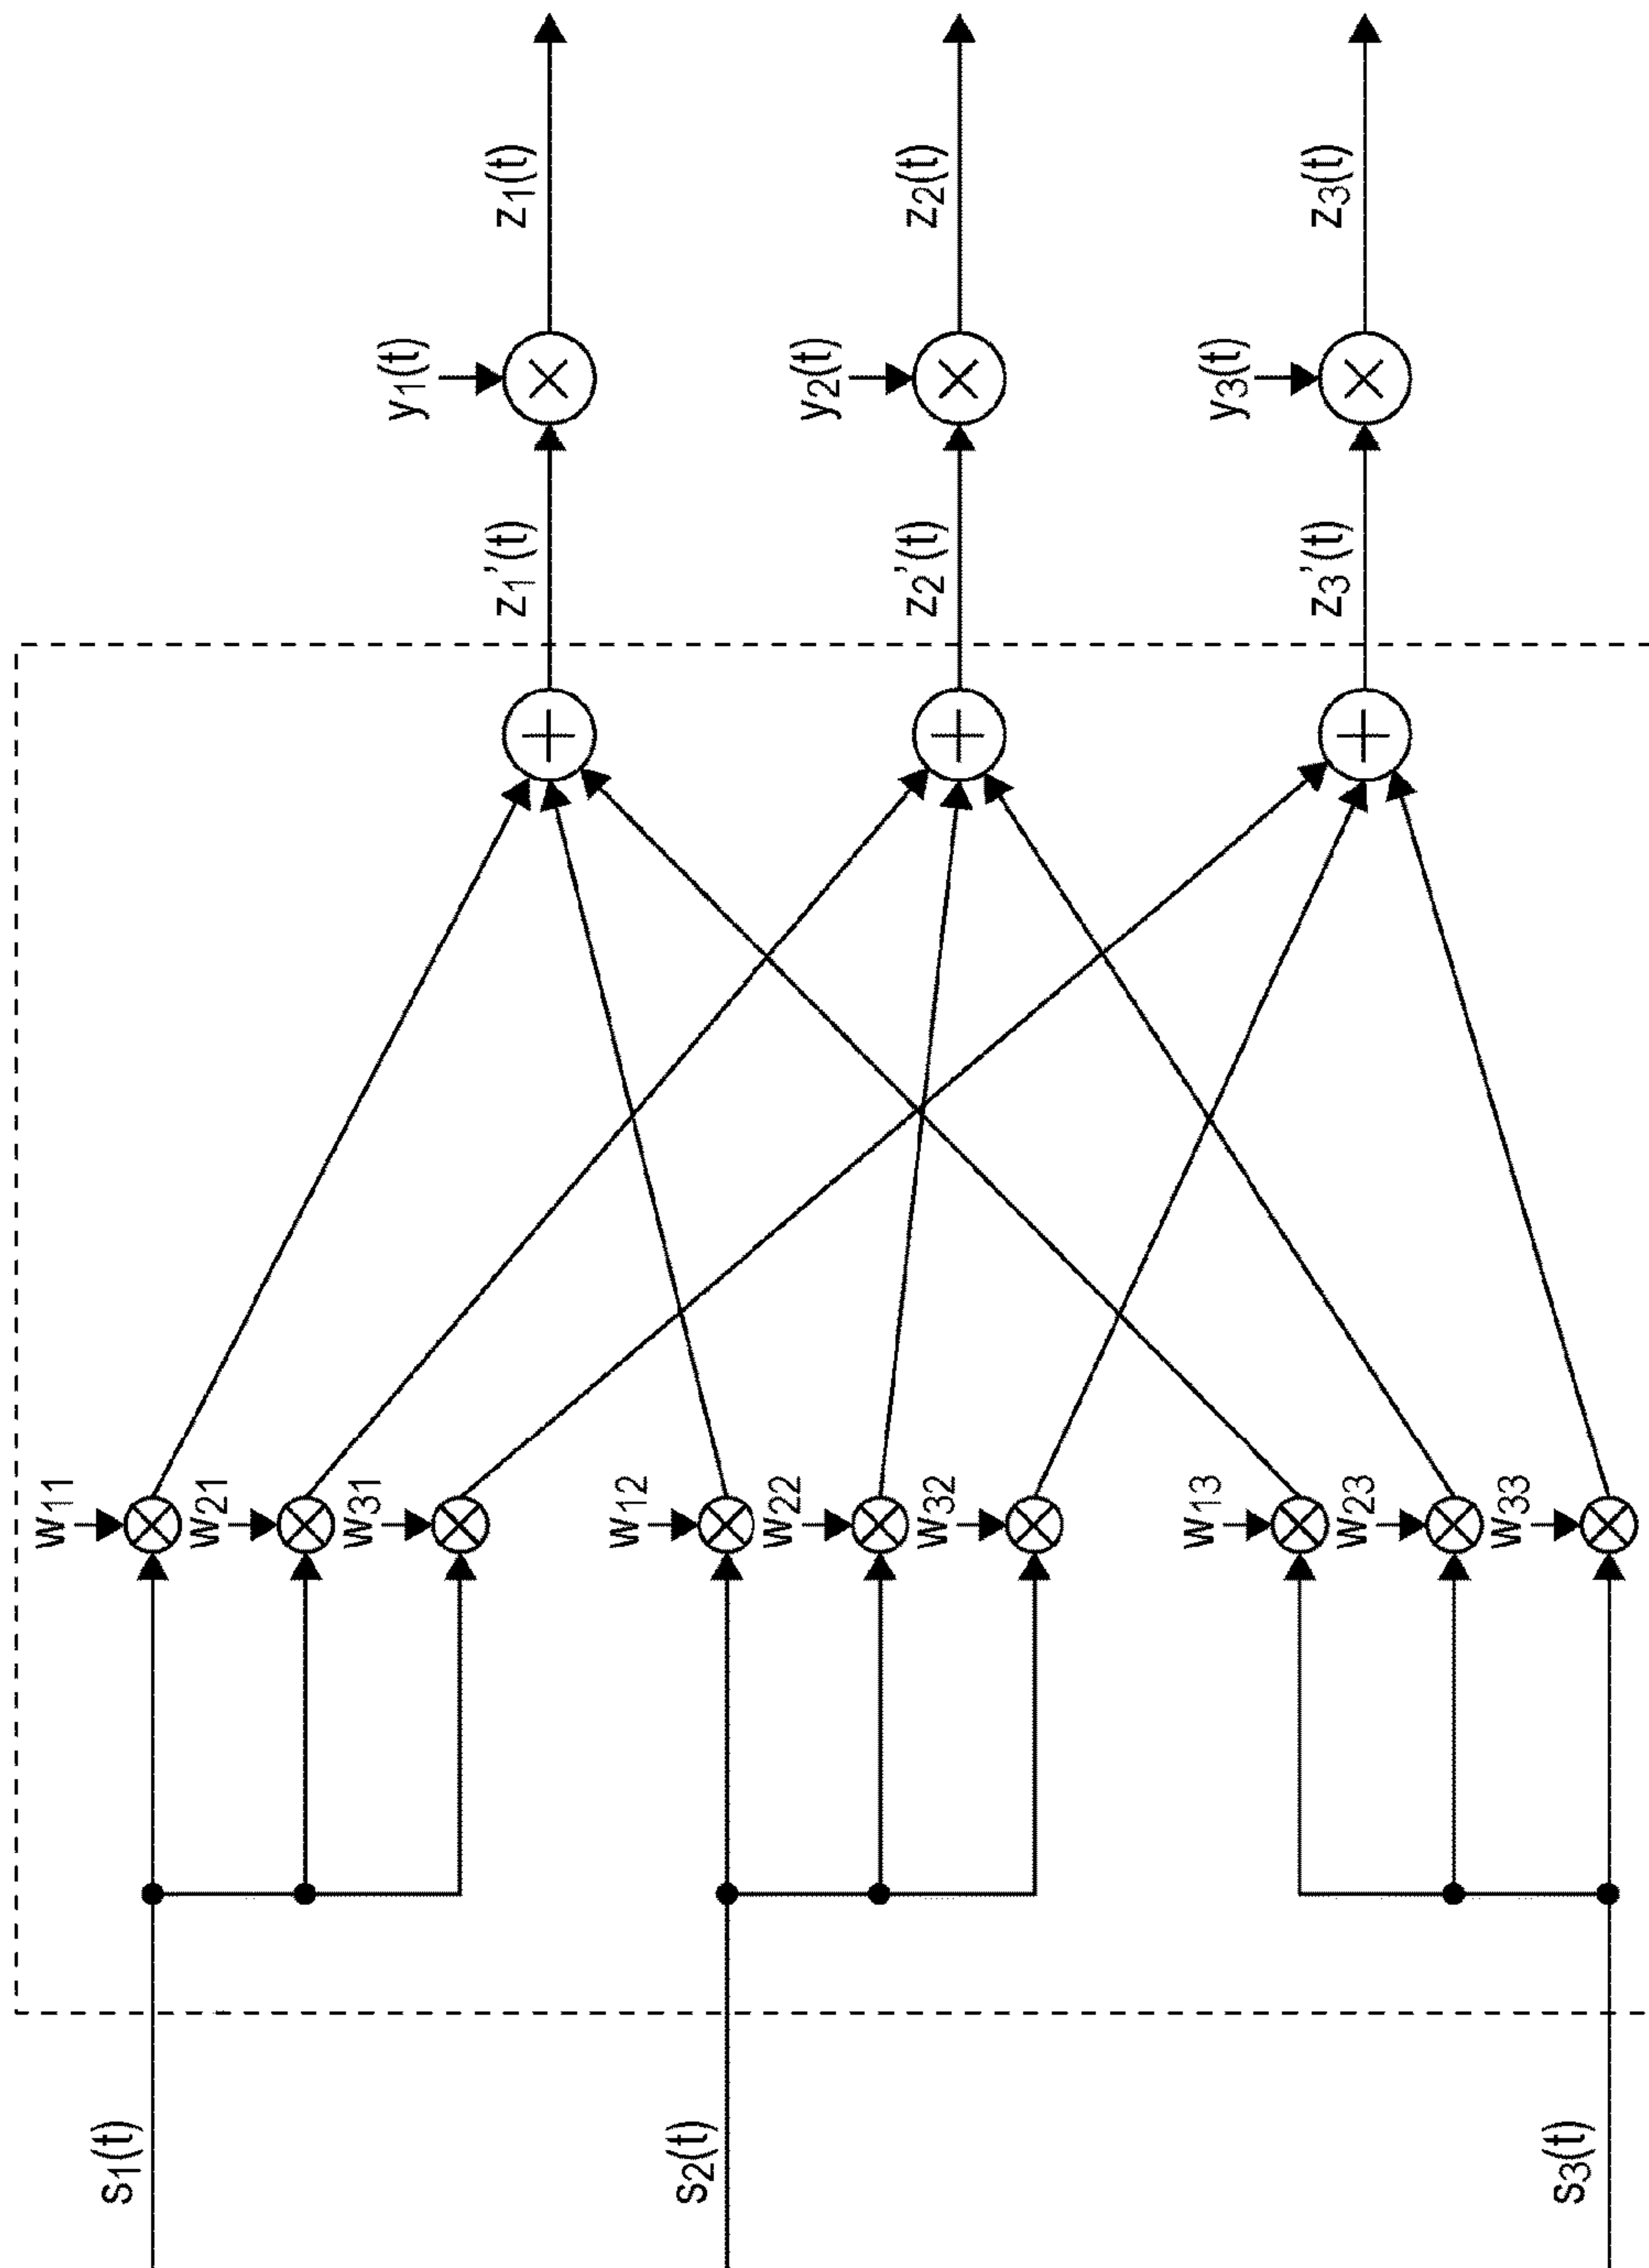 s1(t)
s2(t)
s3(t)
w11
w21
w31
w12
w22
w32
w13
w23
w33
z1'(t)
z2'(t)
z3'(t)
y1(t)
y2(t)
y3(t)
z1(t)
z2(t)
z3(t)